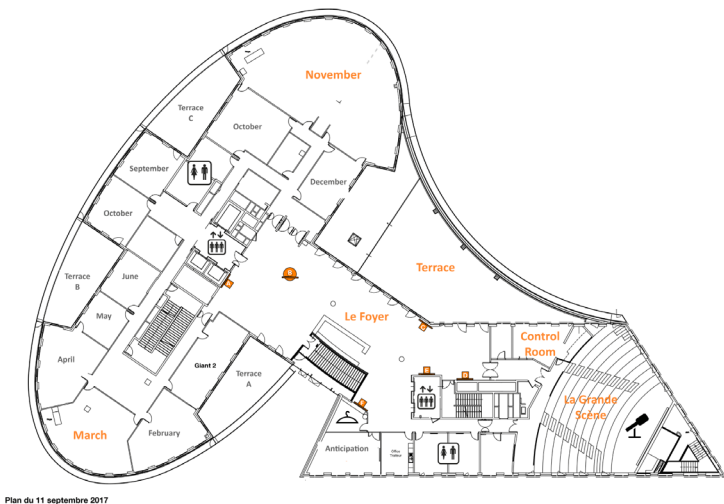 November
Terrace
C
October
September
December
October
Terrace
Terrace
B
June
Le Foyer
May
Control
Room
April
Giant 2
Terrace
A
La Grande
Scène
March
February
Anticipation
Plan du 11 septembre 2017